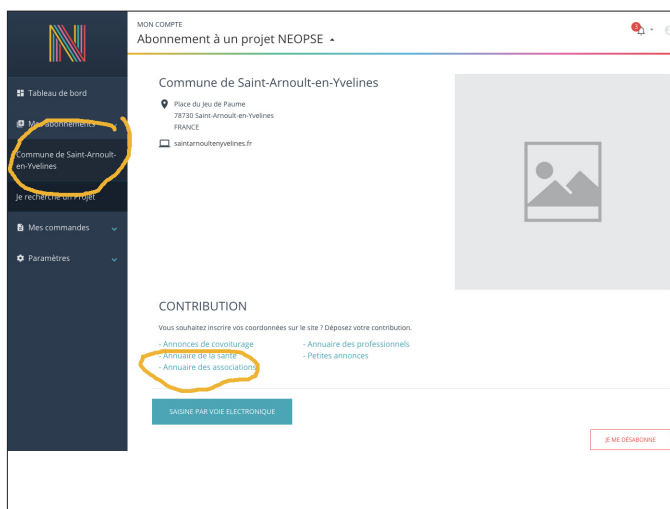 MON COMPTE
Abonnement à un projet NEOPSE
3
Tableau de bord
Mes abonnements
Commune de Saint-Arnoult-
en-Yvelines
Je recherche un Projet
Mes commandes
Paramètres
Commune de Saint-Arnoult-en-Yvelines
Place du Jeu de Paume
78730 Saint-Arnoult-en-Yvelines
FRANCE
saintarnoultenyvelines.fr
CONTRIBUTION
Vous souhaitez inscrire vos coordonnées sur le site ? Déposez votre contribution.
- Annonces de covoiturage
- Annuaire de la santé
- Annuaire des associations
- Annuaire des professionnels
- Petites annonces
SAISINE PAR VOIE ELECTRONIQUE
JE ME DÉSABONNE